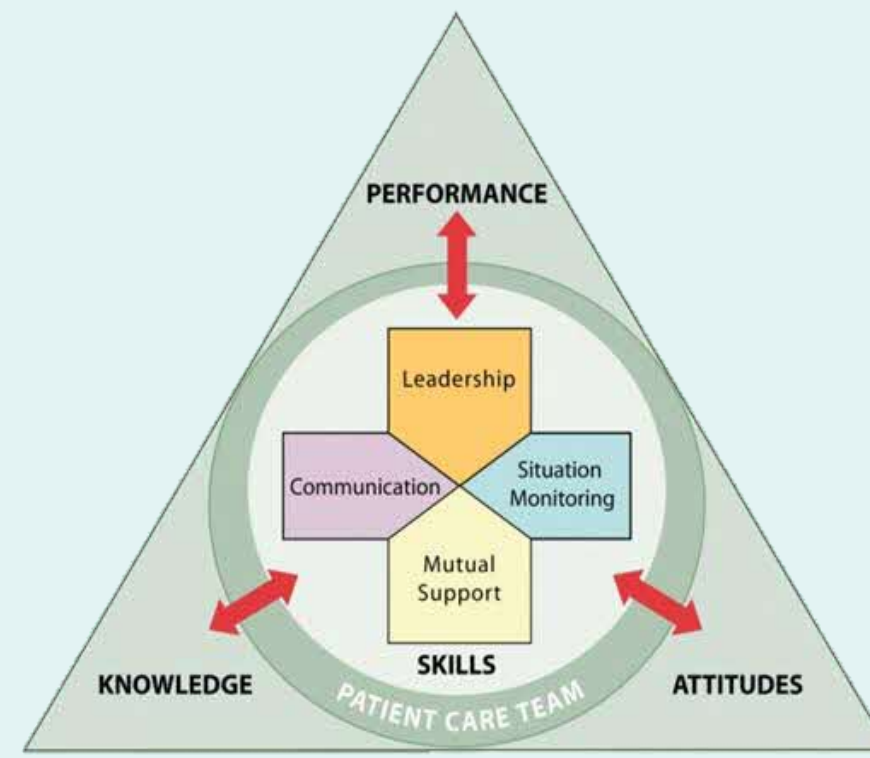 PERFORMANCE
Leadership
Communication
Situation
Monitoring
Mutual
Support
SKILLS
KNOWLEDGE
ATTITUDES
PATIENT CARE TEAM